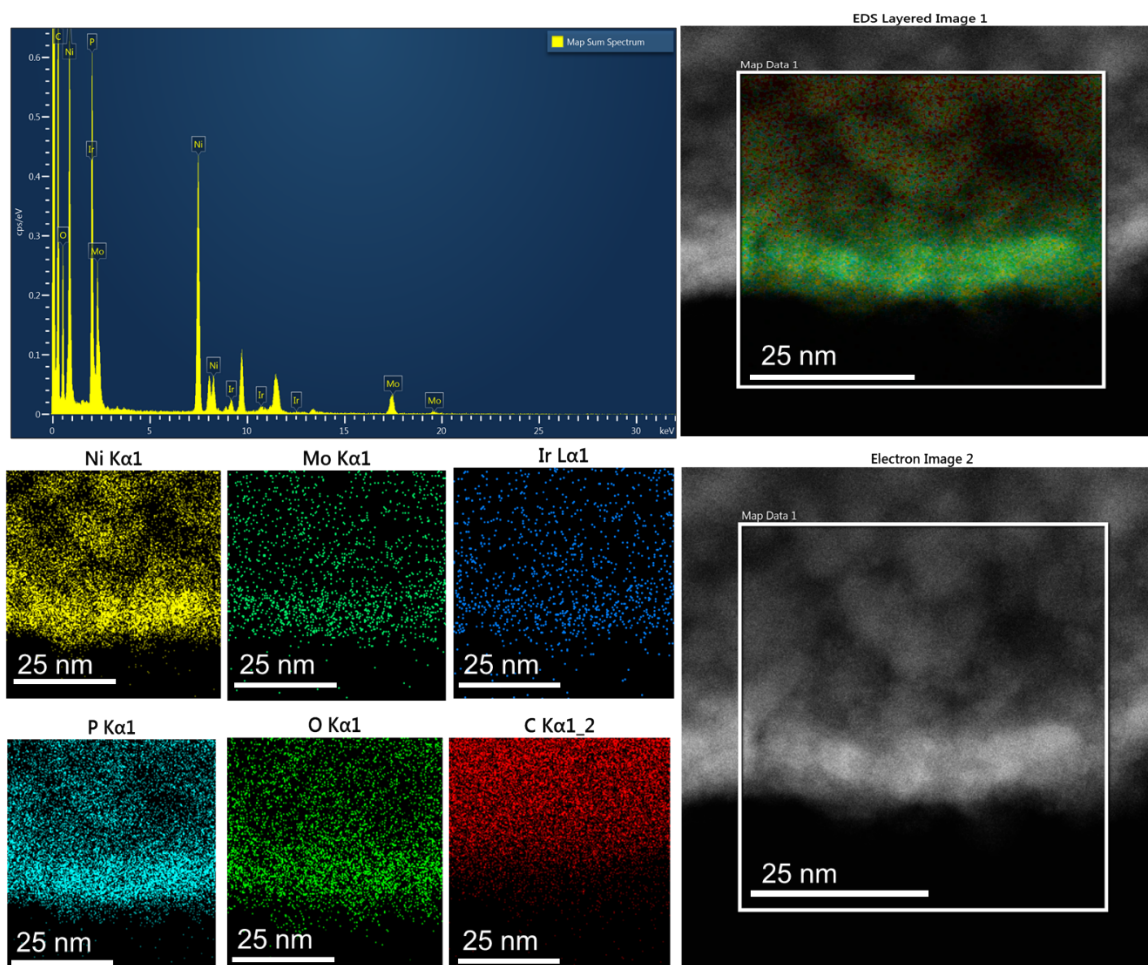 EDS Layered Image 1
0.6
0.5
0.4
0.3
0.2
0.1
0
cps/eV
C
Ni
P
Ir
O
Mo
Ni
Ni
Ir
Ir
Ir
Mo
Mo
Map Sum Spectrum
0 5 10 15 20 25 30 keV
Map Data 1
25 nm
Ni Kα1
25 nm
Mo Kα1
25 nm
Ir Lα1
25 nm
Electron Image 2
Map Data 1
25 nm
P Kα1
25 nm
O Kα1
25 nm
C Kα1_2
25 nm